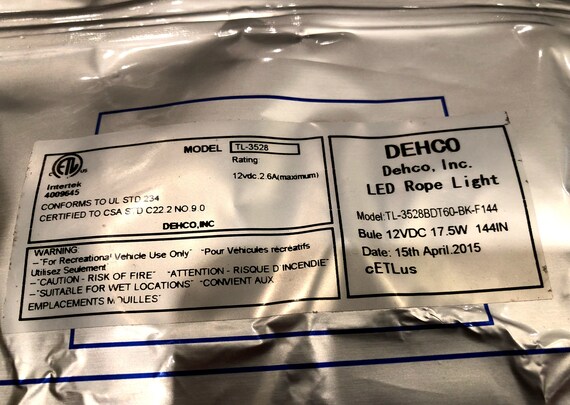 ETL US
Intertek
4009645
MODEL TL-3528
Rating
12vdc.2.6A(maximum)
CONFORMS TO UL STD 234
CERTIFIED TO CSA STD C22.2 NO.9.0
DEHCO,INC
WARNING:
-"For Recreational Vehicle Use Only" "Pour Véhicules récréatifs
Utilisez Seulement
-"CAUTION - RISK OF FIRE" "ATTENTION - RISQUE D'INCENDIE"
-"SUITABLE FOR WET LOCATIONS" "CONVIENT AUX
EMPLACEMENTS MOUILLES"
DEHCO
Dehco, Inc.
LED Rope Light
Model:TL-3528BDT60-BK-F144
Bule 12VDC 17.5W 144IN
Date: 15th April.2015
cETLus